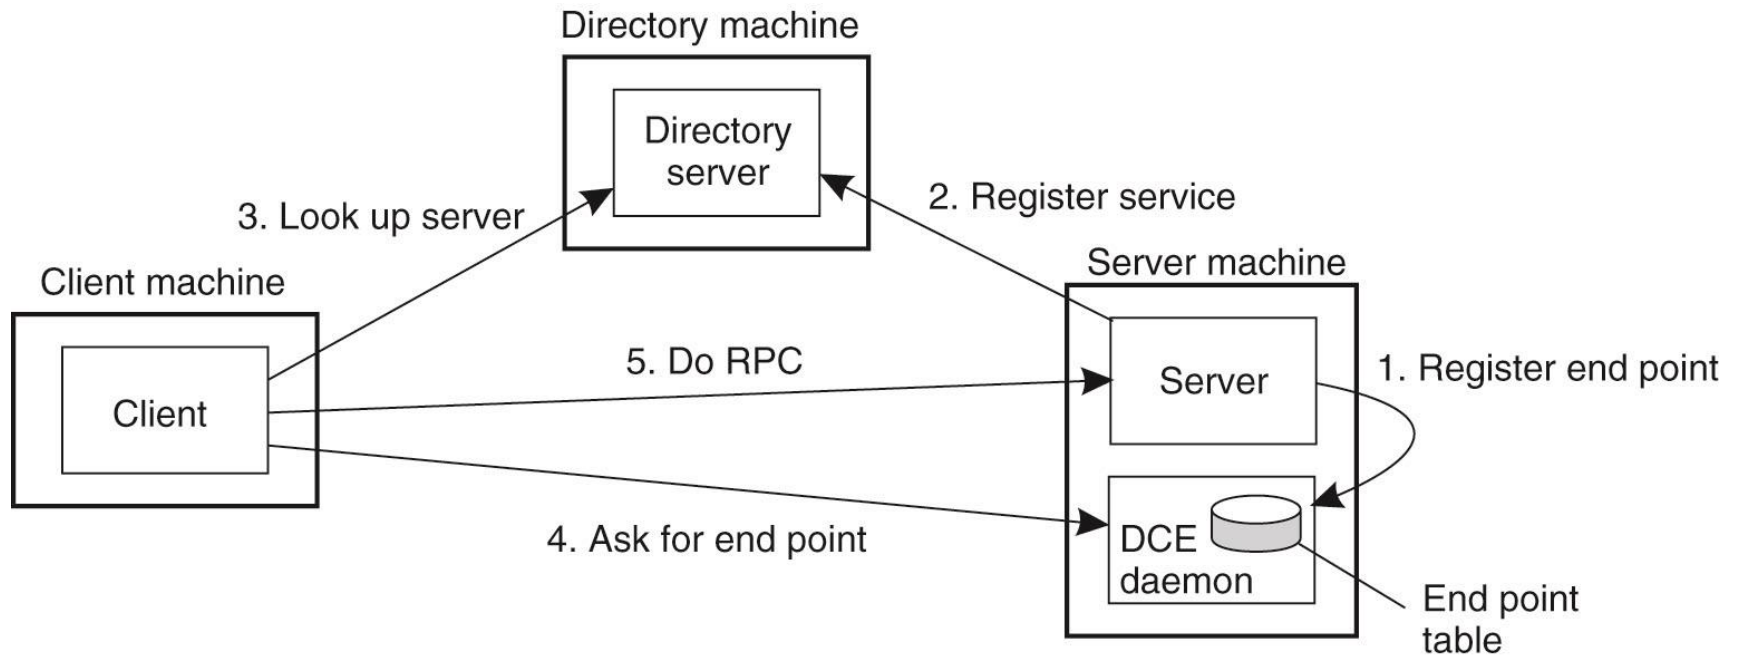 Directory machine
Directory
server
2. Register service
3. Look up server
Server machine
Client machine
5. Do RPC
1. Register end point
Server
Client
4. Ask for end point
DCE
daemon
End point
table